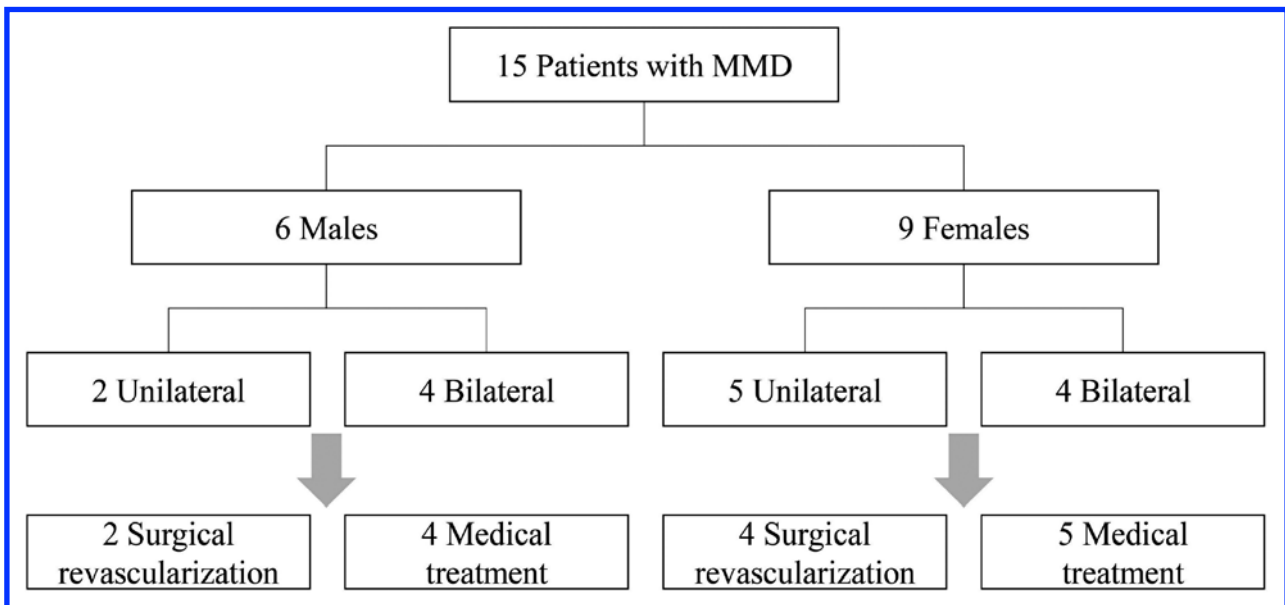 15 Patients with MMD
6 Males
9 Females
2 Unilateral
4 Bilateral
5 Unilateral
4 Bilateral
2 Surgical
revascularization
4 Medical
treatment
4 Surgical
revascularization
5 Medical
treatment